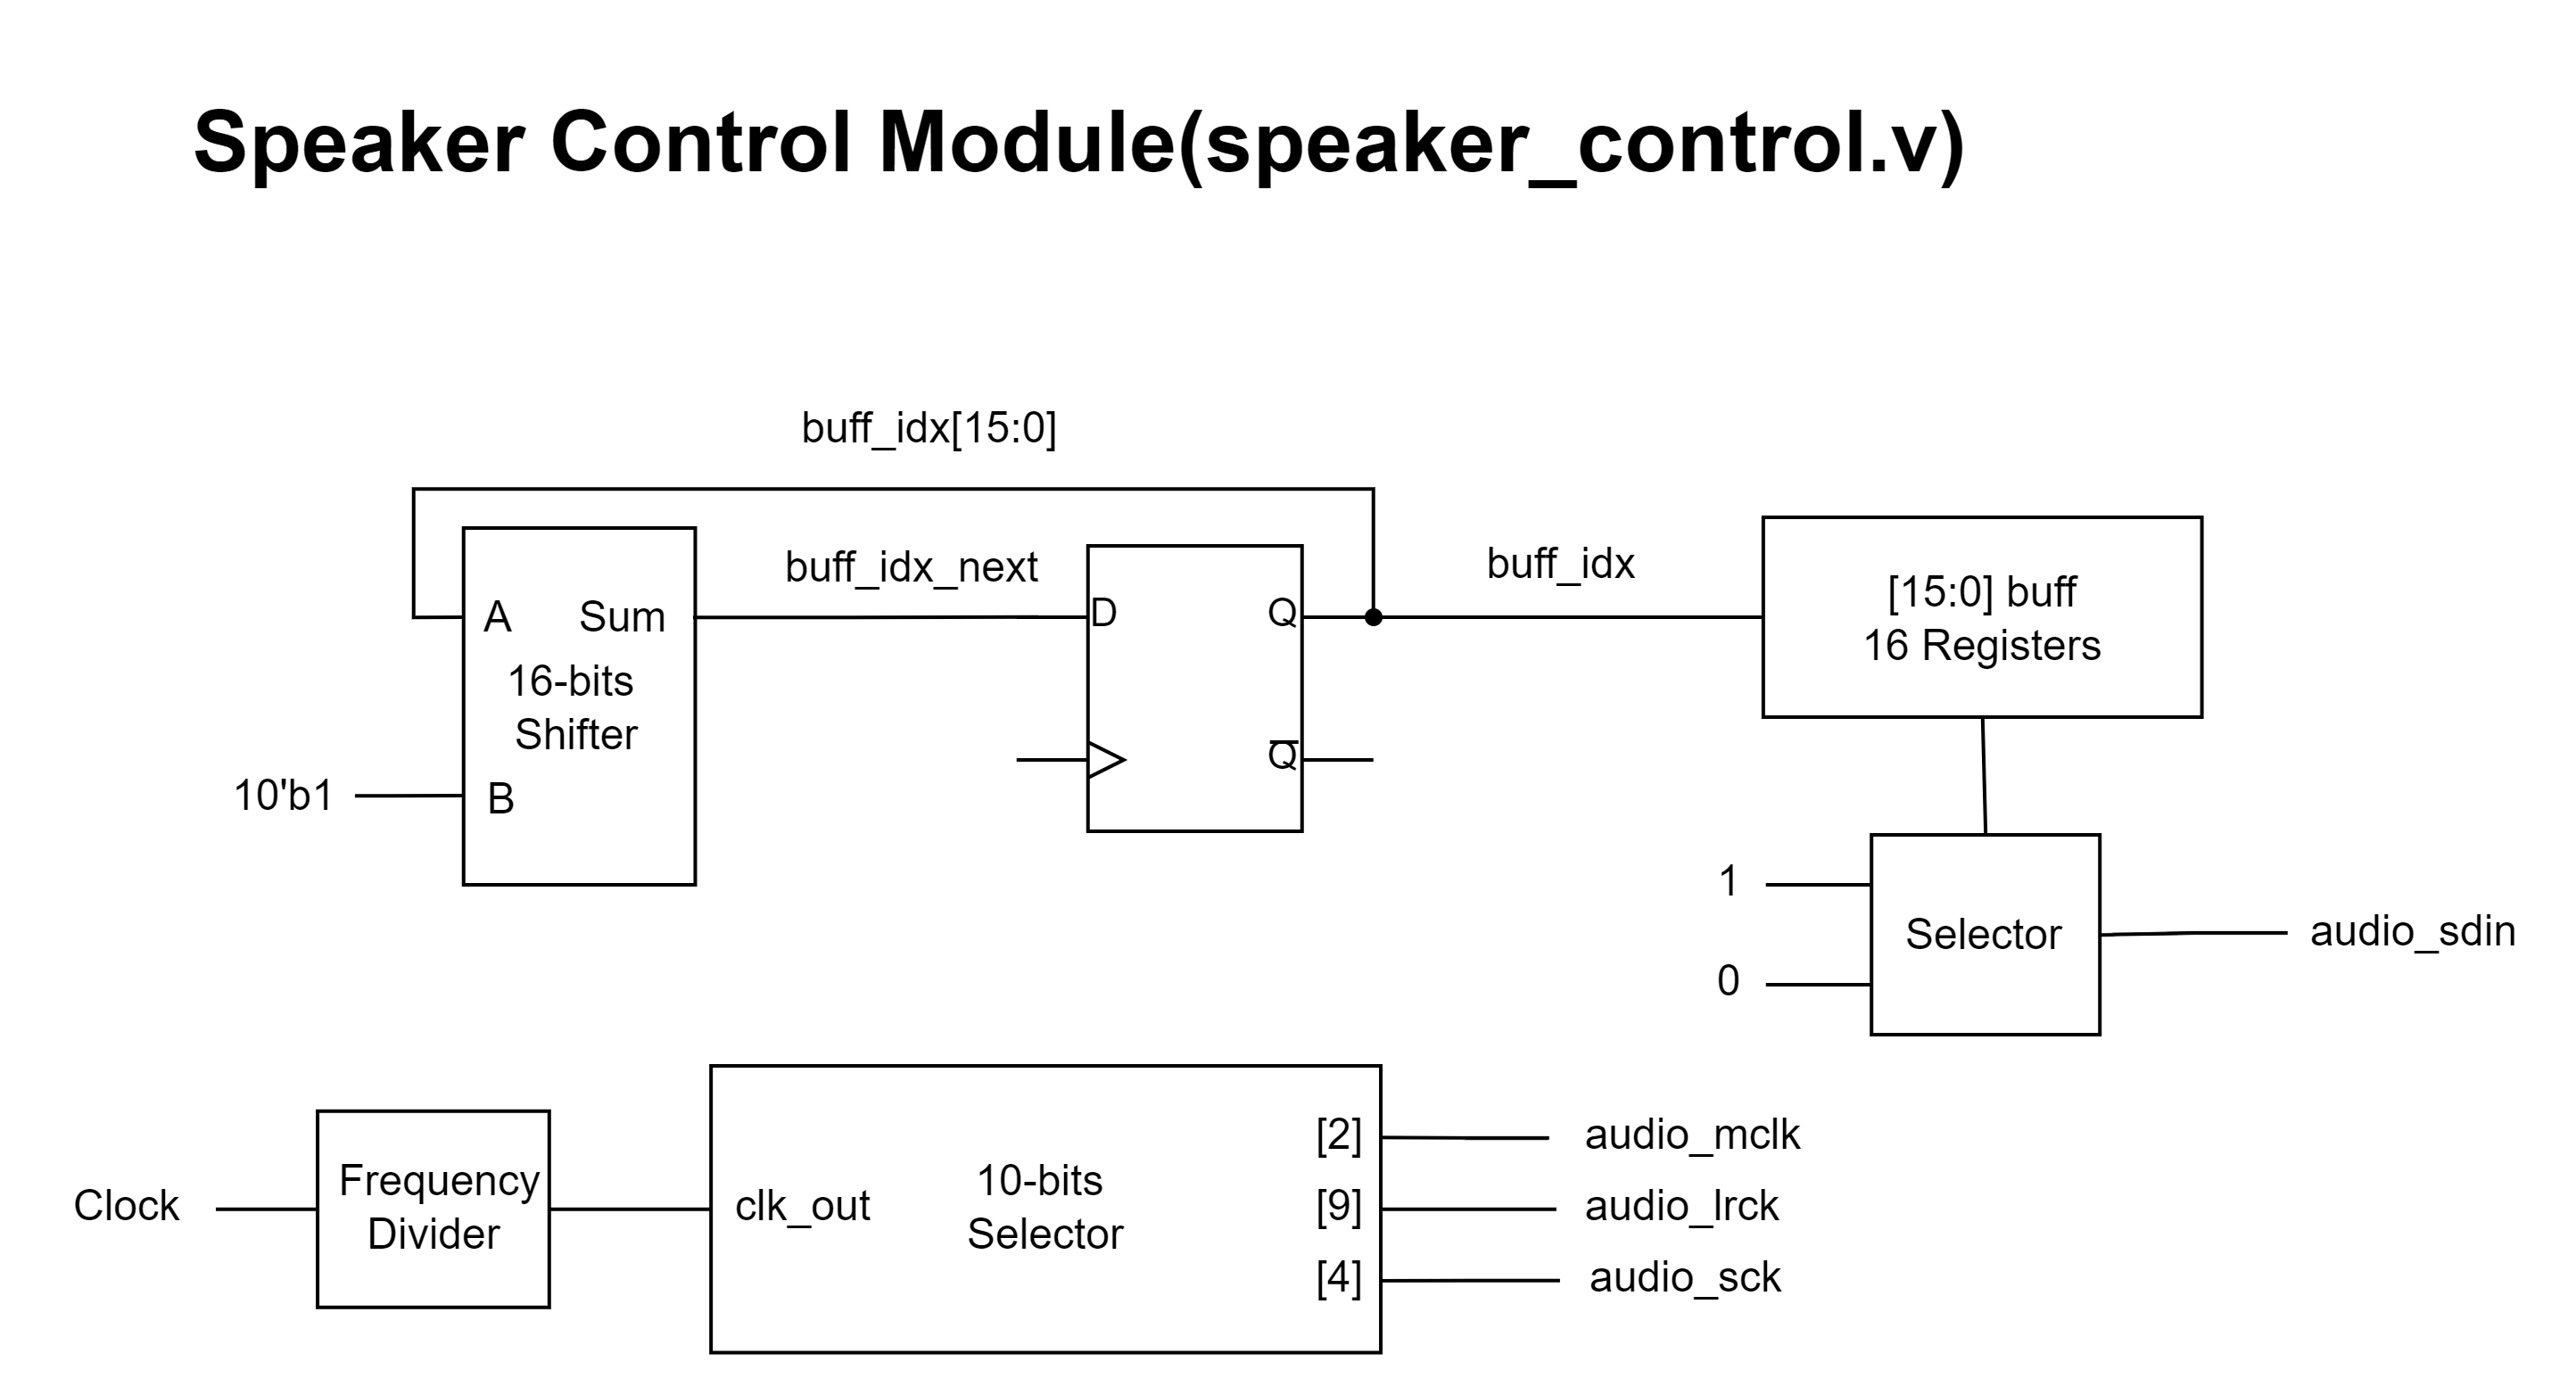 Speaker Control Module(speaker_control.v)
buff_idx[15:0]
buff_idx_next
buff_idx
A
Sum
16-bits
Shifter
B
10'b1
D
Q
Q̅
[15:0] buff
16 Registers
1
0
Selector
audio_sdin
Clock
Frequency
Divider
clk_out
10-bits
Selector
[2]
audio_mclk
[9]
audio_lrck
[4]
audio_sck